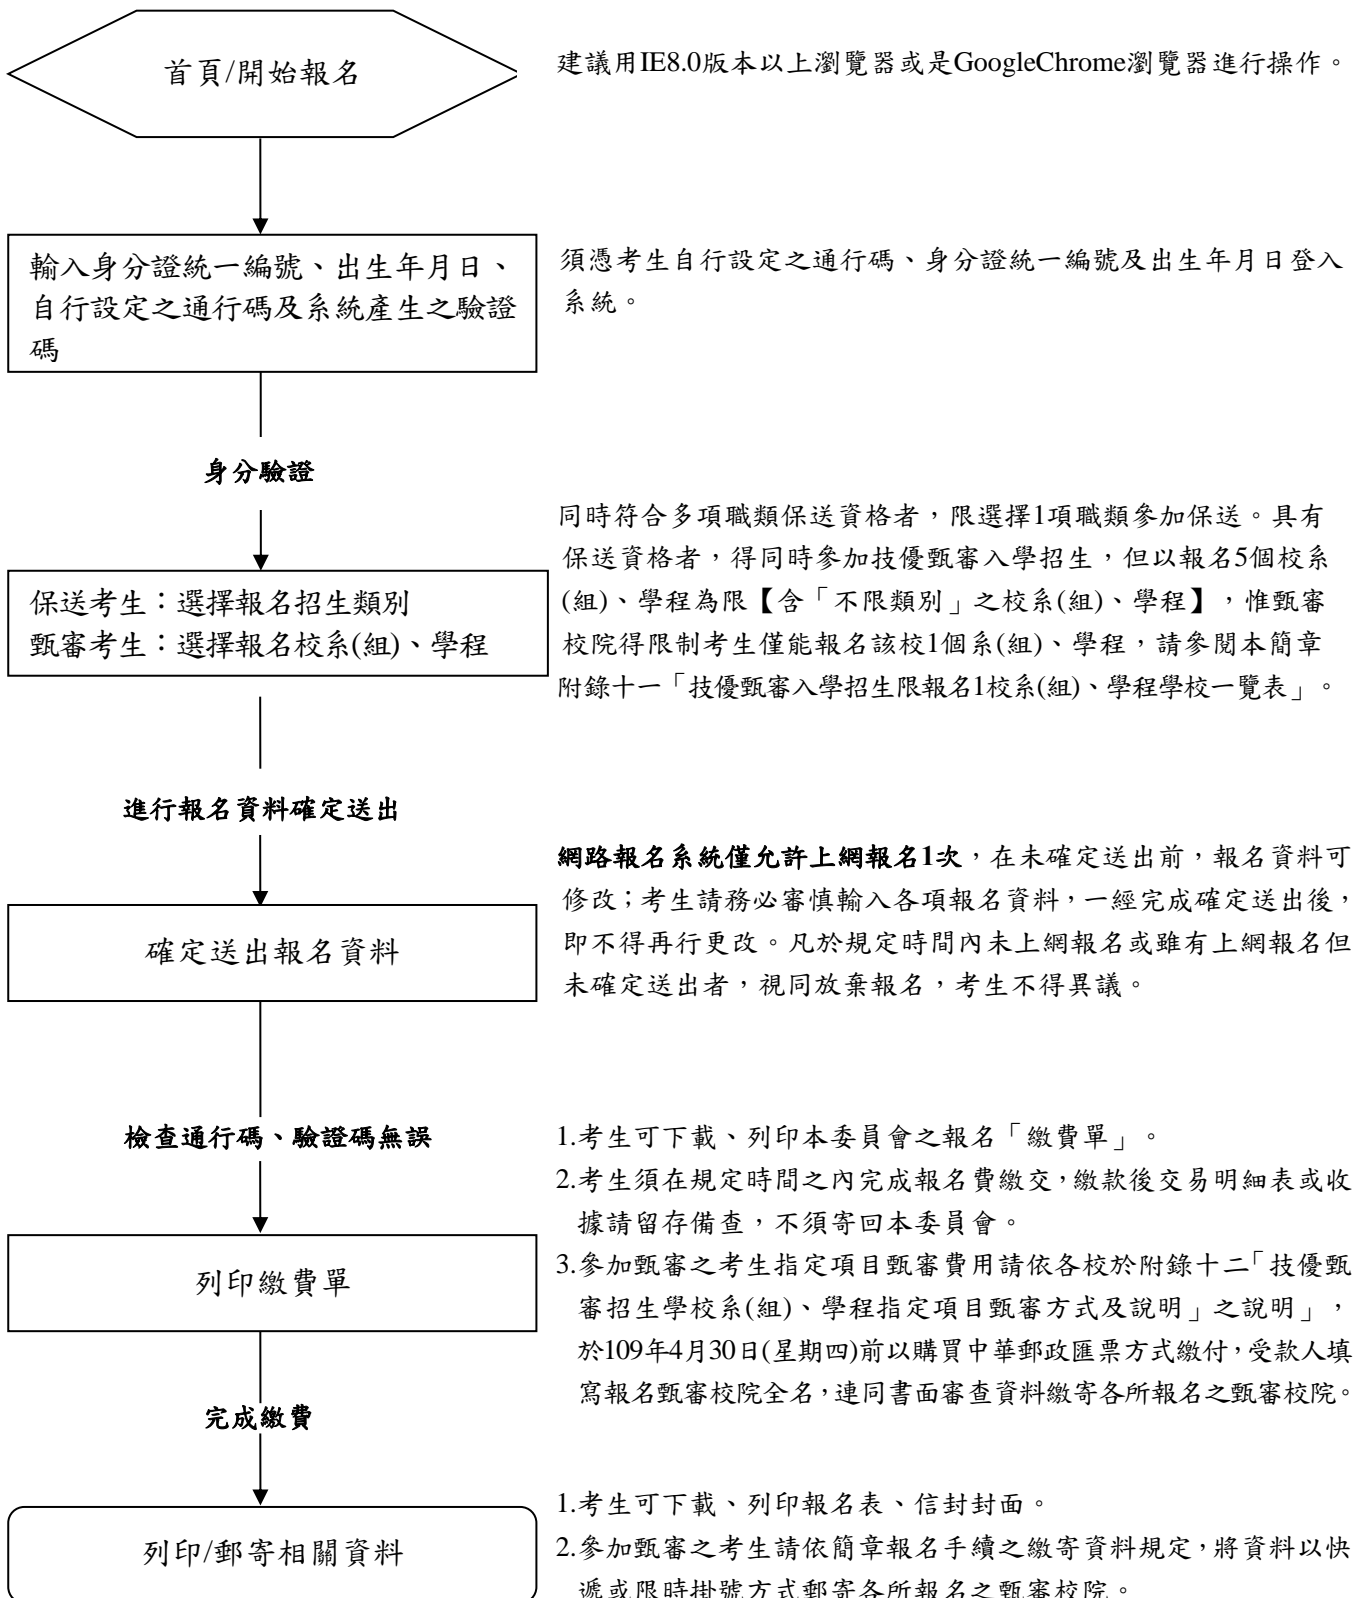 首頁/開始報名
建議用IE8.0版本以上瀏覽器或是GoogleChrome瀏覽器進行操作。
輸入身分證統一編號、出生年月日、
自行設定之通行碼及系統產生之驗證
碼
須憑考生自行設定之通行碼、身分證統一編號及出生年月日登入
系統。
身分驗證
保送考生：選擇報名招生類別
甄審考生：選擇報名校系(組)、學程
同時符合多項職類保送資格者，限選擇1項職類參加保送。具有
保送資格者，得同時參加技優甄審入學招生，但以報名5個校系
(組)、學程為限【含「不限類別」之校系(組)、學程】，惟甄審
校院得限制考生僅能報名該校1個系(組)、學程，請參閱本簡章
附錄十一「技優甄審入學招生限報名1校系(組)、學程學校一覽表」。
進行報名資料確定送出
確定送出報名資料
網路報名系統僅允許上網報名1次，在未確定送出前，報名資料可
修改；考生請務必審慎輸入各項報名資料，一經完成確定送出後，
即不得再行更改。凡於規定時間內未上網報名或雖有上網報名但
未確定送出者，視同放棄報名，考生不得異議。
檢查通行碼、驗證碼無誤
列印繳費單
1.考生可下載、列印本委員會之報名「繳費單」。
2.考生須在規定時間之內完成報名費繳交，繳款後交易明細表或收
據請留存備查，不須寄回本委員會。
3.參加甄審之考生指定項目甄審費用請依各校於附錄十二「技優甄
審招生學校系(組)、學程指定項目甄審方式及說明」之說明」，
於109年4月30日(星期四)前以購買中華郵政匯票方式繳付，受款人填
寫報名甄審校院全名，連同書面審查資料繳寄各所報名之甄審校院。
完成繳費
列印/郵寄相關資料
1.考生可下載、列印報名表、信封封面。
2.參加甄審之考生請依簡章報名手續之繳寄資料規定，將資料以快
遞或限時掛號方式郵寄各所報名之甄審校院。